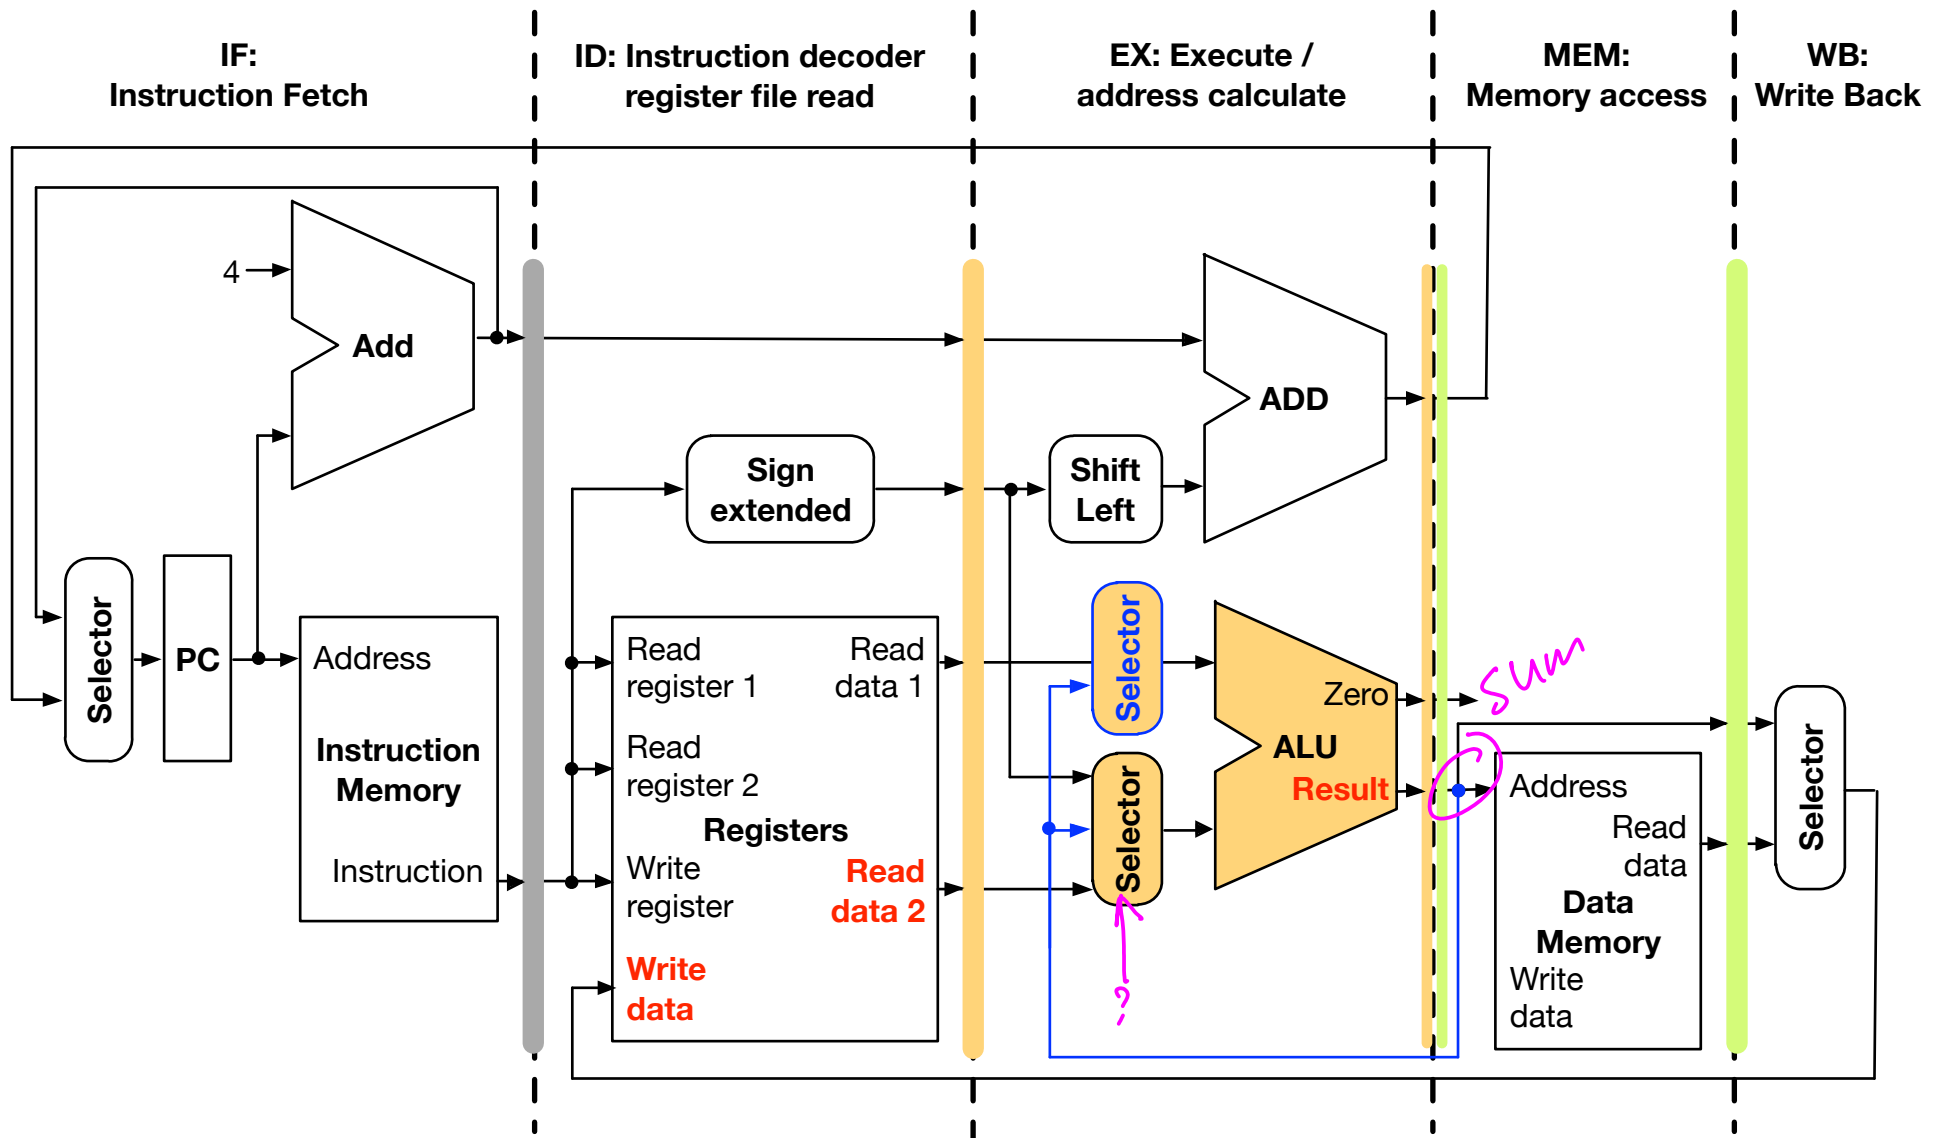 IF:
Instruction Fetch
ID: Instruction decoder
register file read
EX: Execute /
address calculate
MEM:
Memory access
WB:
Write Back
4
Add
ADD
Sign
extended
Shift
Left
Selector
PC
Address
Instruction
Memory
Instruction
Read
register 1
Read
data 1
Read
register 2
Registers
Write
register
Read
data 2
Write
data
Selector
Selector
Zero
ALU
Result
sum
?
Address
Read
data
Data
Memory
Write
data
Selector